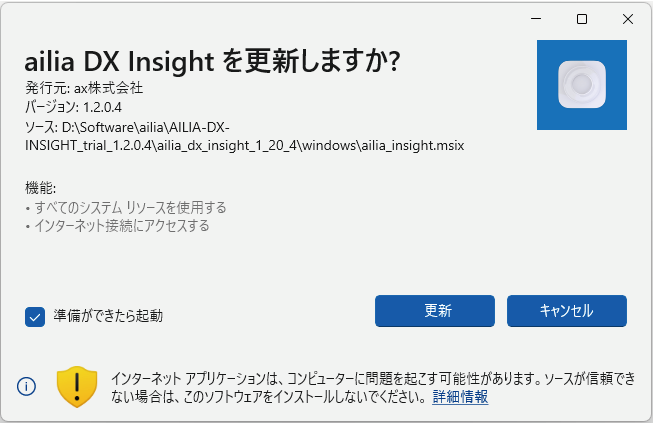 ailia DX Insight を更新しますか?
発行元: ax株式会社
バージョン: 1.2.0.4
ソース: D:\Software\ailia\AILIA-DX-
INSIGHT_trial_1.2.0.4\ailia_dx_insight_1_20_4\windows\ailia_insight.msix
機能:
• すべてのシステム リソースを使用する
• インターネット接続にアクセスする
準備ができたら起動
更新
キャンセル
インターネット アプリケーションは、コンピューターに問題を起こす可能性があります。ソースが信頼でき
ない場合は、このソフトウェアをインストールしないでください。 詳細情報